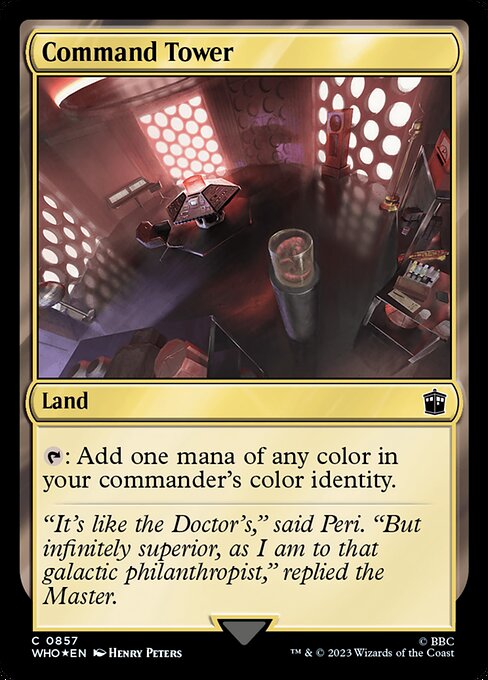 Command Tower
Land
: Add one mana of any color in
your commander’s color identity.
“It’s like the Doctor’s,” said Peri. “But
infinitely superior, as I am to that
galactic philanthropist,” replied the
Master.
C 0857
WHO★EN Henry Peters
© BBC
™ & © 2023 Wizards of the Coast